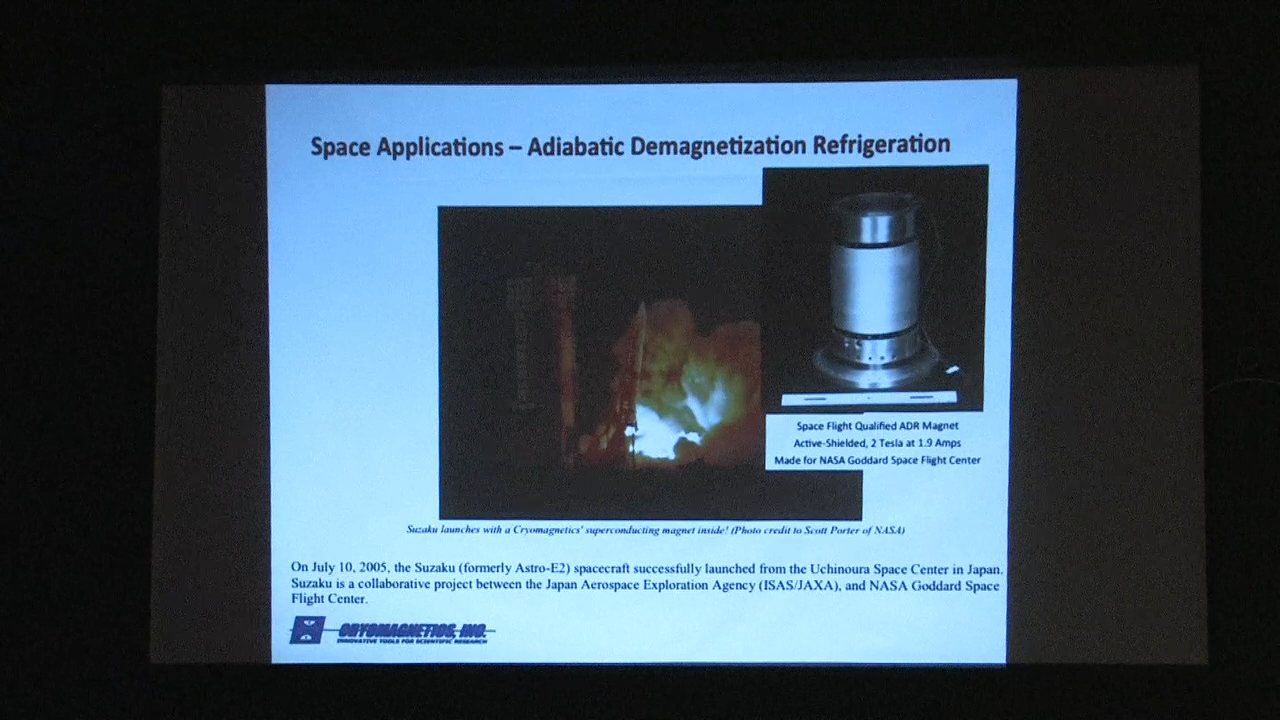 Space Applications – Adiabatic Demagnetization Refrigeration
Space Flight Qualified ADR Magnet
Active-Shielded, 2 Tesla at 1.9 Amps
Made for NASA Goddard Space Flight Center
Suzaku launches with a Cryomagnetics' superconducting magnet inside! (Photo credit to Scott Porter of NASA)
On July 10, 2005, the Suzaku (formerly Astro-E2) spacecraft successfully launched from the Uchinoura Space Center in Japan.
Suzaku is a collaborative project between the Japan Aerospace Exploration Agency (ISAS/JAXA), and NASA Goddard Space
Flight Center.
CRYOMAGNETICS, INC.
INNOVATIVE TOOLS FOR SCIENTIFIC RESEARCH